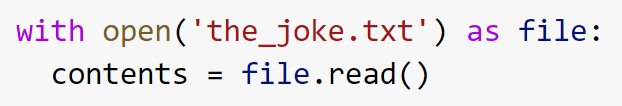 with open('the_joke.txt') as file:
  contents = file.read()